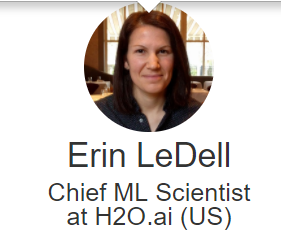 Erin LeDell
Chief ML Scientist
at H2O.ai (US)